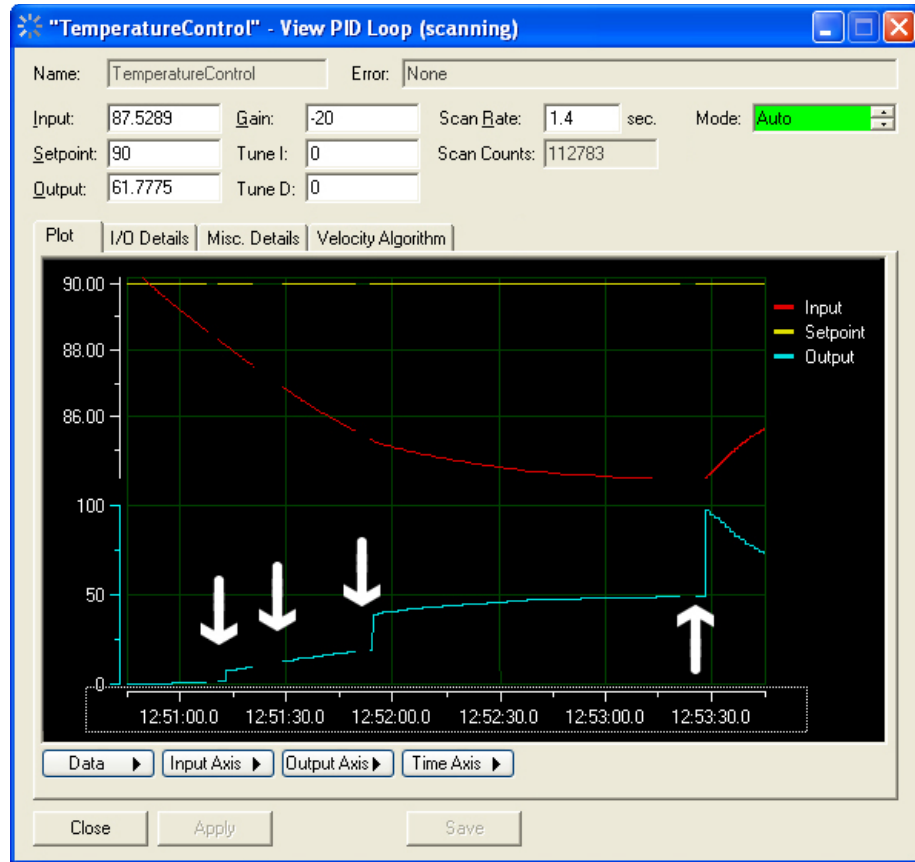 "TemperatureControl" - View PID Loop (scanning)
Name: TemperatureControl Error: None
Input: 87.5289 Gain: -20 Scan Rate: 1.4 sec. Mode: Auto
Setpoint: 90 Tune I: 0 Scan Counts: 112783
Output: 61.7775 Tune D: 0
Plot I/O Details Misc. Details Velocity Algorithm
90.00
Input
Setpoint
88.00
Output
86.00
100
50
0
12:51:00.0 12:51:30.0 12:52:00.0 12:52:30.0 12:53:00.0 12:53:30.0
Data Input Axis Output Axis Time Axis
Close Apply Save